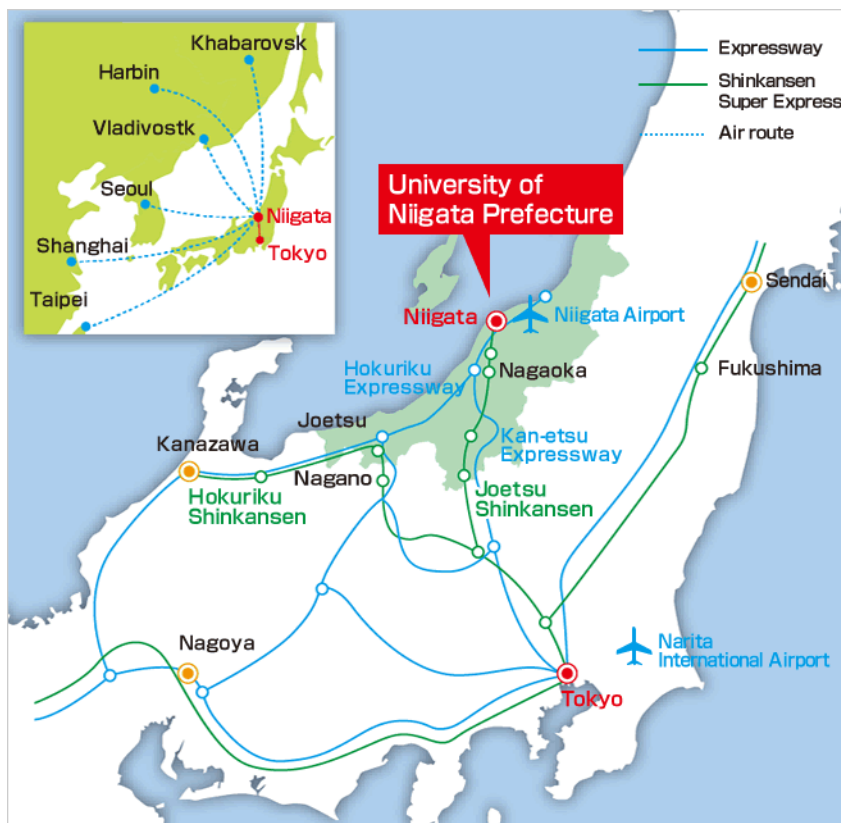 Khabarovsk
Harbin
Vladivostk
Seoul
Niigata
Shanghai
Tokyo
Taipei
Expressway
Shinkansen
Super Express
Air route
University of
Niigata Prefecture
Sendai
Niigata
Niigata Airport
Hokuriku
Expressway
Nagaoka
Fukushima
Joetsu
Kanazawa
Kan-etsu
Expressway
Nagano
Hokuriku
Shinkansen
Joetsu
Shinkansen
Nagoya
Narita
International Airport
Tokyo